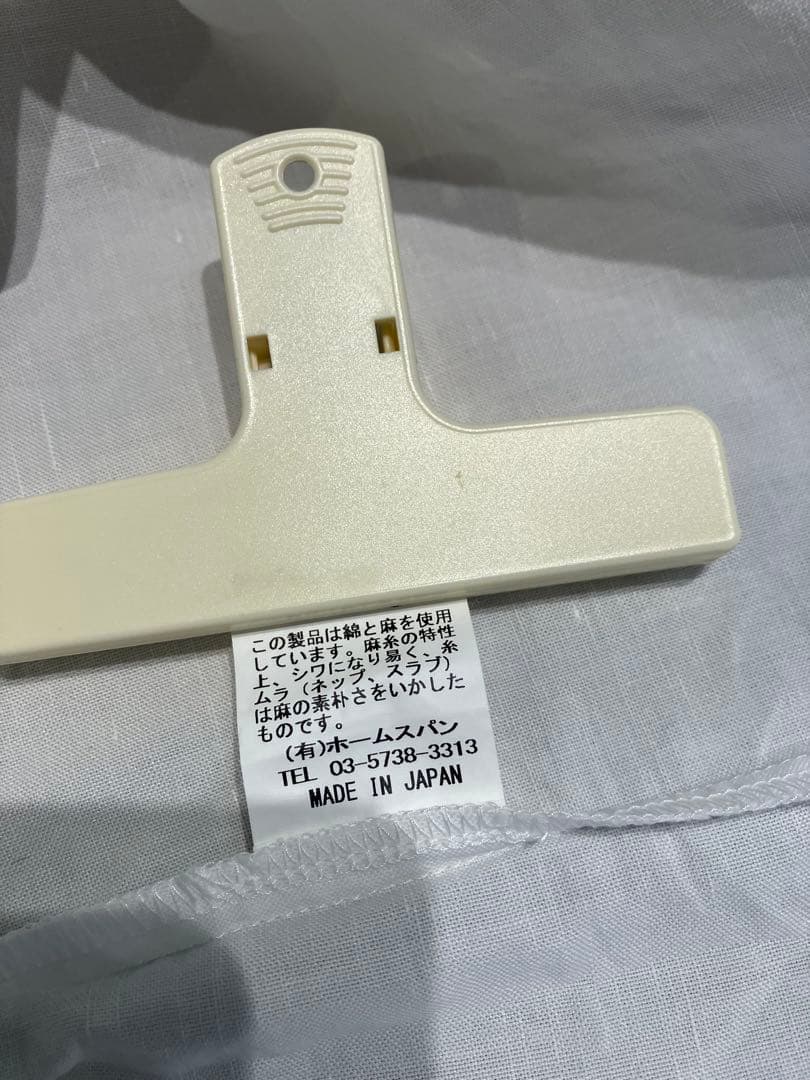 この製品は綿と麻を使用
しています。麻糸の特性
上、シワになり易く、糸
ムラ（ネップ、スラブ）
は麻の素朴さをいかした
ものです。
(有)ホームスパン
TEL 03-5738-3313
MADE IN JAPAN